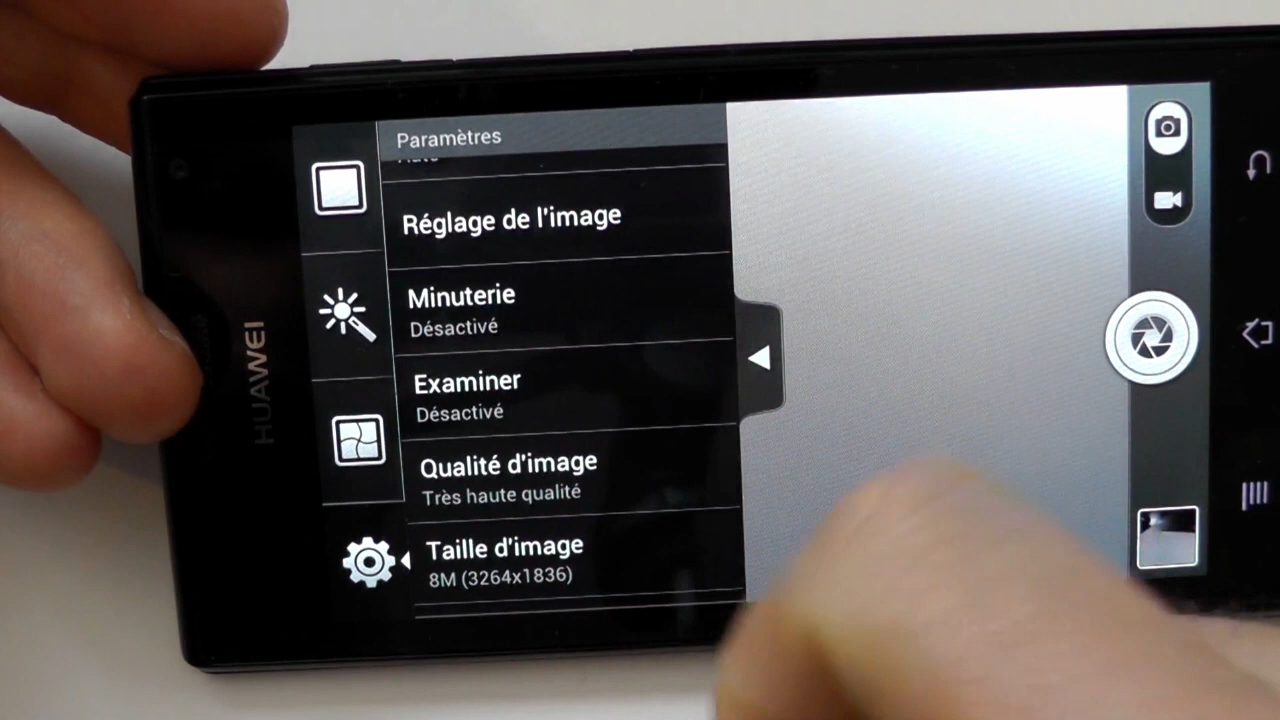 HUAWEI
Paramètres
Réglage de l'image
Minuterie
Désactivé
Examiner
Désactivé
Qualité d'image
Très haute qualité
Taille d'image
8M (3264x1836)